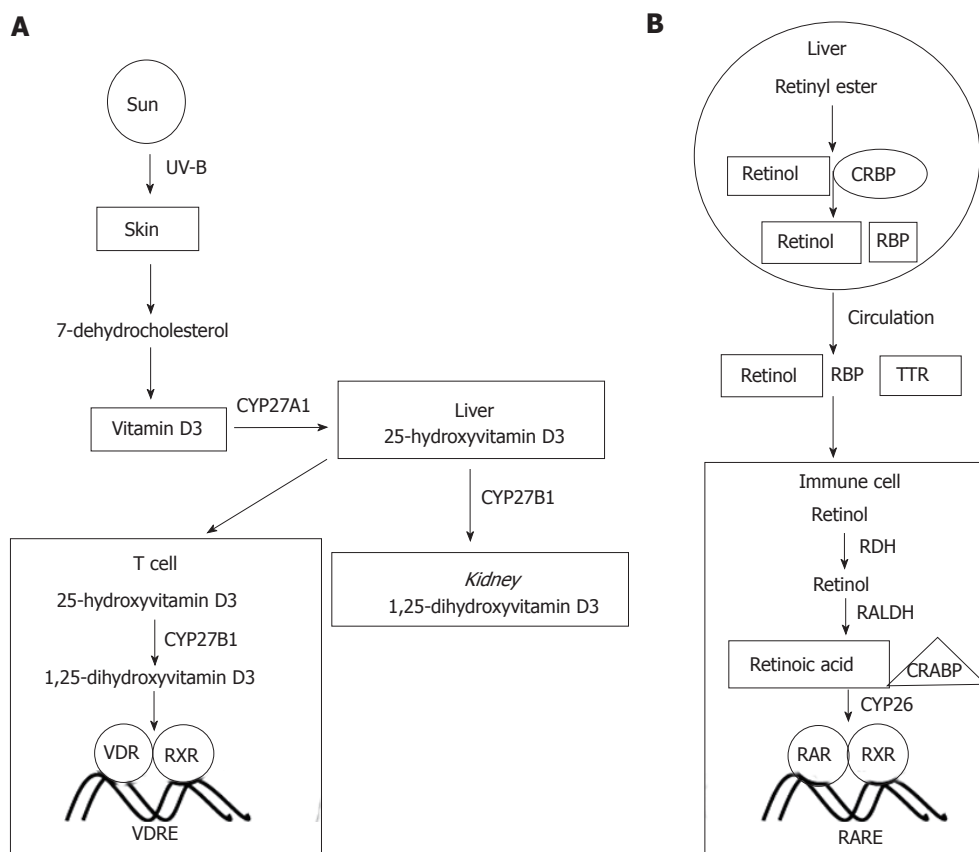 A
Sun
UV-B
Skin
7-dehydrocholesterol
Vitamin D3
CYP27A1
Liver
25-hydroxyvitamin D3
CYP27B1
Kidney
1,25-dihydroxyvitamin D3
T cell
25-hydroxyvitamin D3
CYP27B1
1,25-dihydroxyvitamin D3
VDR RXR
VDRE
B
Liver
Retinyl ester
Retinol CRBP
Retinol RBP
Circulation
Retinol RBP TTR
Immune cell
Retinol
RDH
Retinol
RALDH
Retinoic acid CRABP
CYP26
RAR RXR
RARE